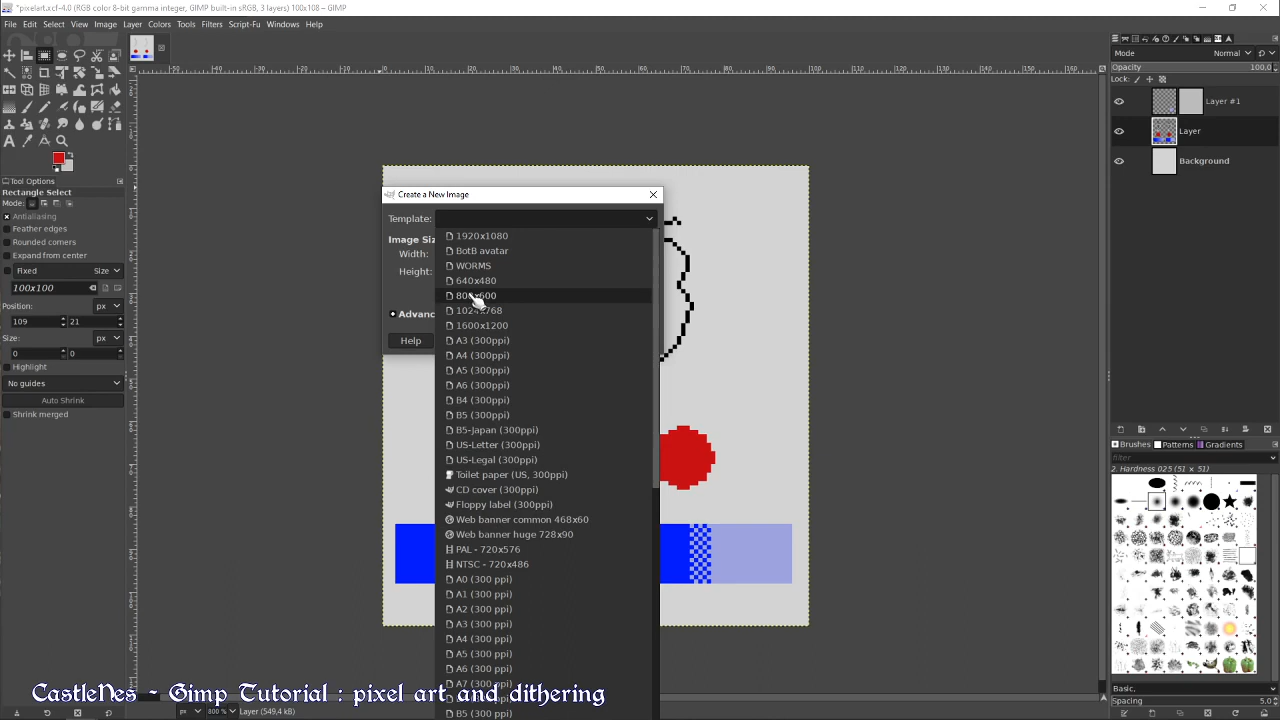 *pixelart.xcf-4.0 (RGB color 8-bit gamma integer, GIMP built-in sRGB, 3 layers) 100x108 – GIMP
File Edit Select View Image Layer Colors Tools Filters Script-Fu Windows Help
Tool Options
Rectangle Select
Mode:
Antialiasing
Feather edges
Rounded corners
Expand from center
Fixed Size
100x100
Position: px
109 21
Size: px
0 0
Highlight
No guides
Auto Shrink
Shrink merged
Create a New Image
Template:
Image Siz
Width:
Height:
Advanc
Help
1920x1080
BotB avatar
WORMS
640x480
800x600
1024x768
1600x1200
A3 (300ppi)
A4 (300ppi)
A5 (300ppi)
A6 (300ppi)
B4 (300ppi)
B5 (300ppi)
B5-Japan (300ppi)
US-Letter (300ppi)
US-Legal (300ppi)
Toilet paper (US, 300ppi)
CD cover (300ppi)
Floppy label (300ppi)
Web banner common 468x60
Web banner huge 728x90
PAL - 720x576
NTSC - 720x486
A0 (300 ppi)
A1 (300 ppi)
A2 (300 ppi)
A3 (300 ppi)
A4 (300 ppi)
A5 (300 ppi)
A6 (300 ppi)
A7 (300 ppi)
B5 (300 ppi)
Mode Normal
Opacity 100,0
Lock:
Layer #1
Layer
Background
Brushes Patterns Gradients
filter
2. Hardness 025 (51 × 51)
Basic,
Spacing 5,0
px 800 % Layer (549,4 kB)
CastleNes - Gimp Tutorial : pixel art and dithering